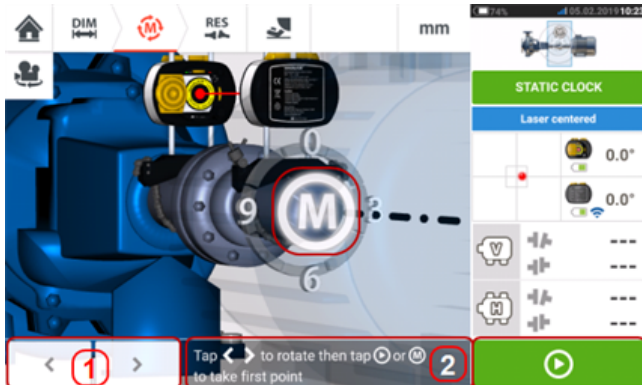 DIM
M
RES
mm
74%
05.02.2019 10:23
STATIC CLOCK
Laser centered
0.0°
0.0°
0
9
M
3
6
V
---
---
H
---
---
1
Tap < > to rotate then tap or M
to take first point
2